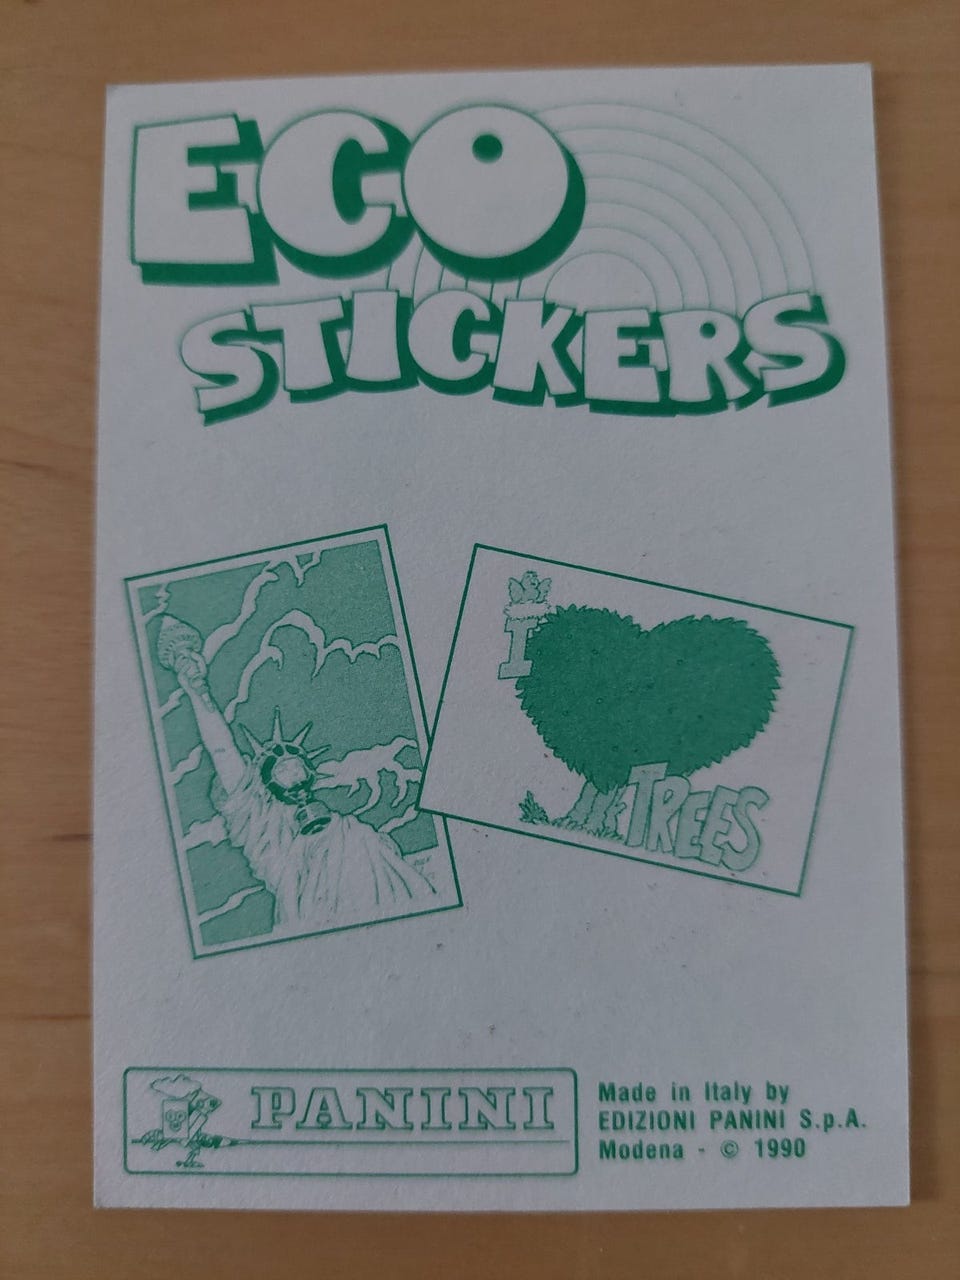 ECO
STICKERS
I
TREES
PANINI
Made in Italy by
EDIZIONI PANINI S.p.A.
Modena - © 1990